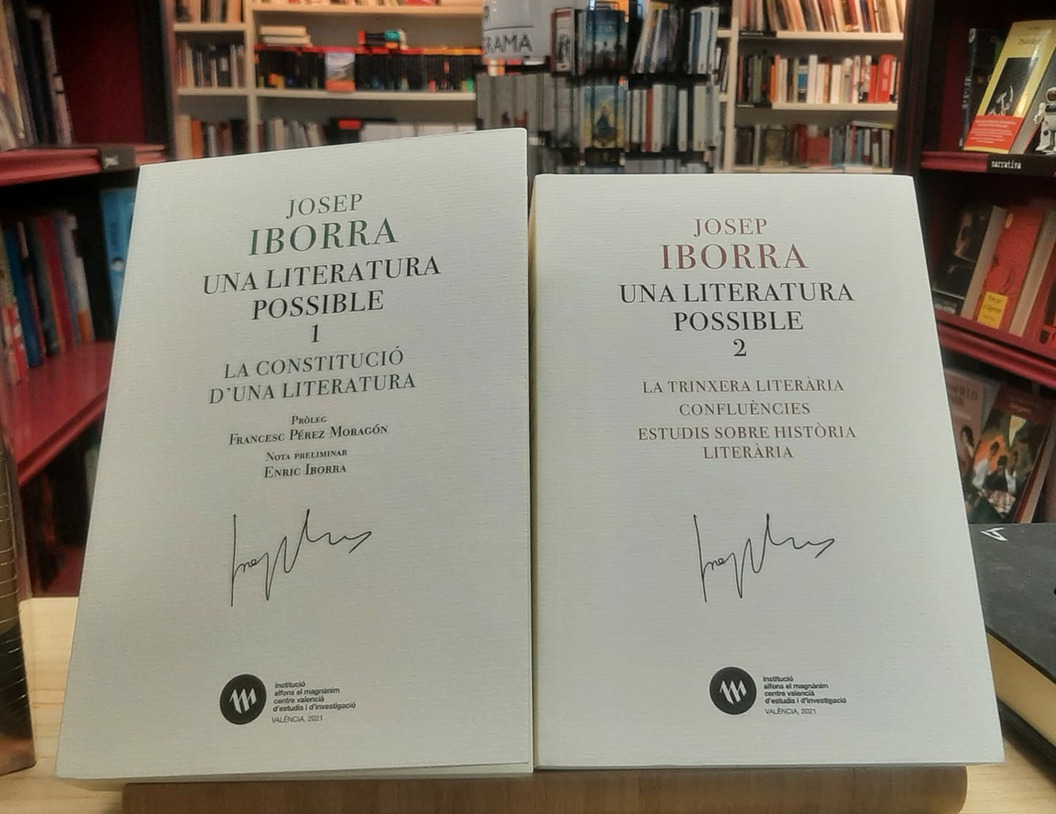 RAMA
narrativa
JOSEP
IBORRA
UNA LITERATURA
POSSIBLE
1
LA CONSTITUCIÓ
D'UNA LITERATURA
PRÒLEG
FRANCESC PÉREZ MORAGÓN
NOTA PRELIMINAR
ENRIC IBORRA
Institució
alfons el magnànim
centre valencià
d'estudis i d'investigació
VALÈNCIA, 2021
JOSEP
IBORRA
UNA LITERATURA
POSSIBLE
2
LA TRINXERA LITERÀRIA
CONFLUÈNCIES
ESTUDIS SOBRE HISTÒRIA
LITERÀRIA
Institució
alfons el magnànim
centre valencià
d'estudis i d'investigació
VALÈNCIA, 2021